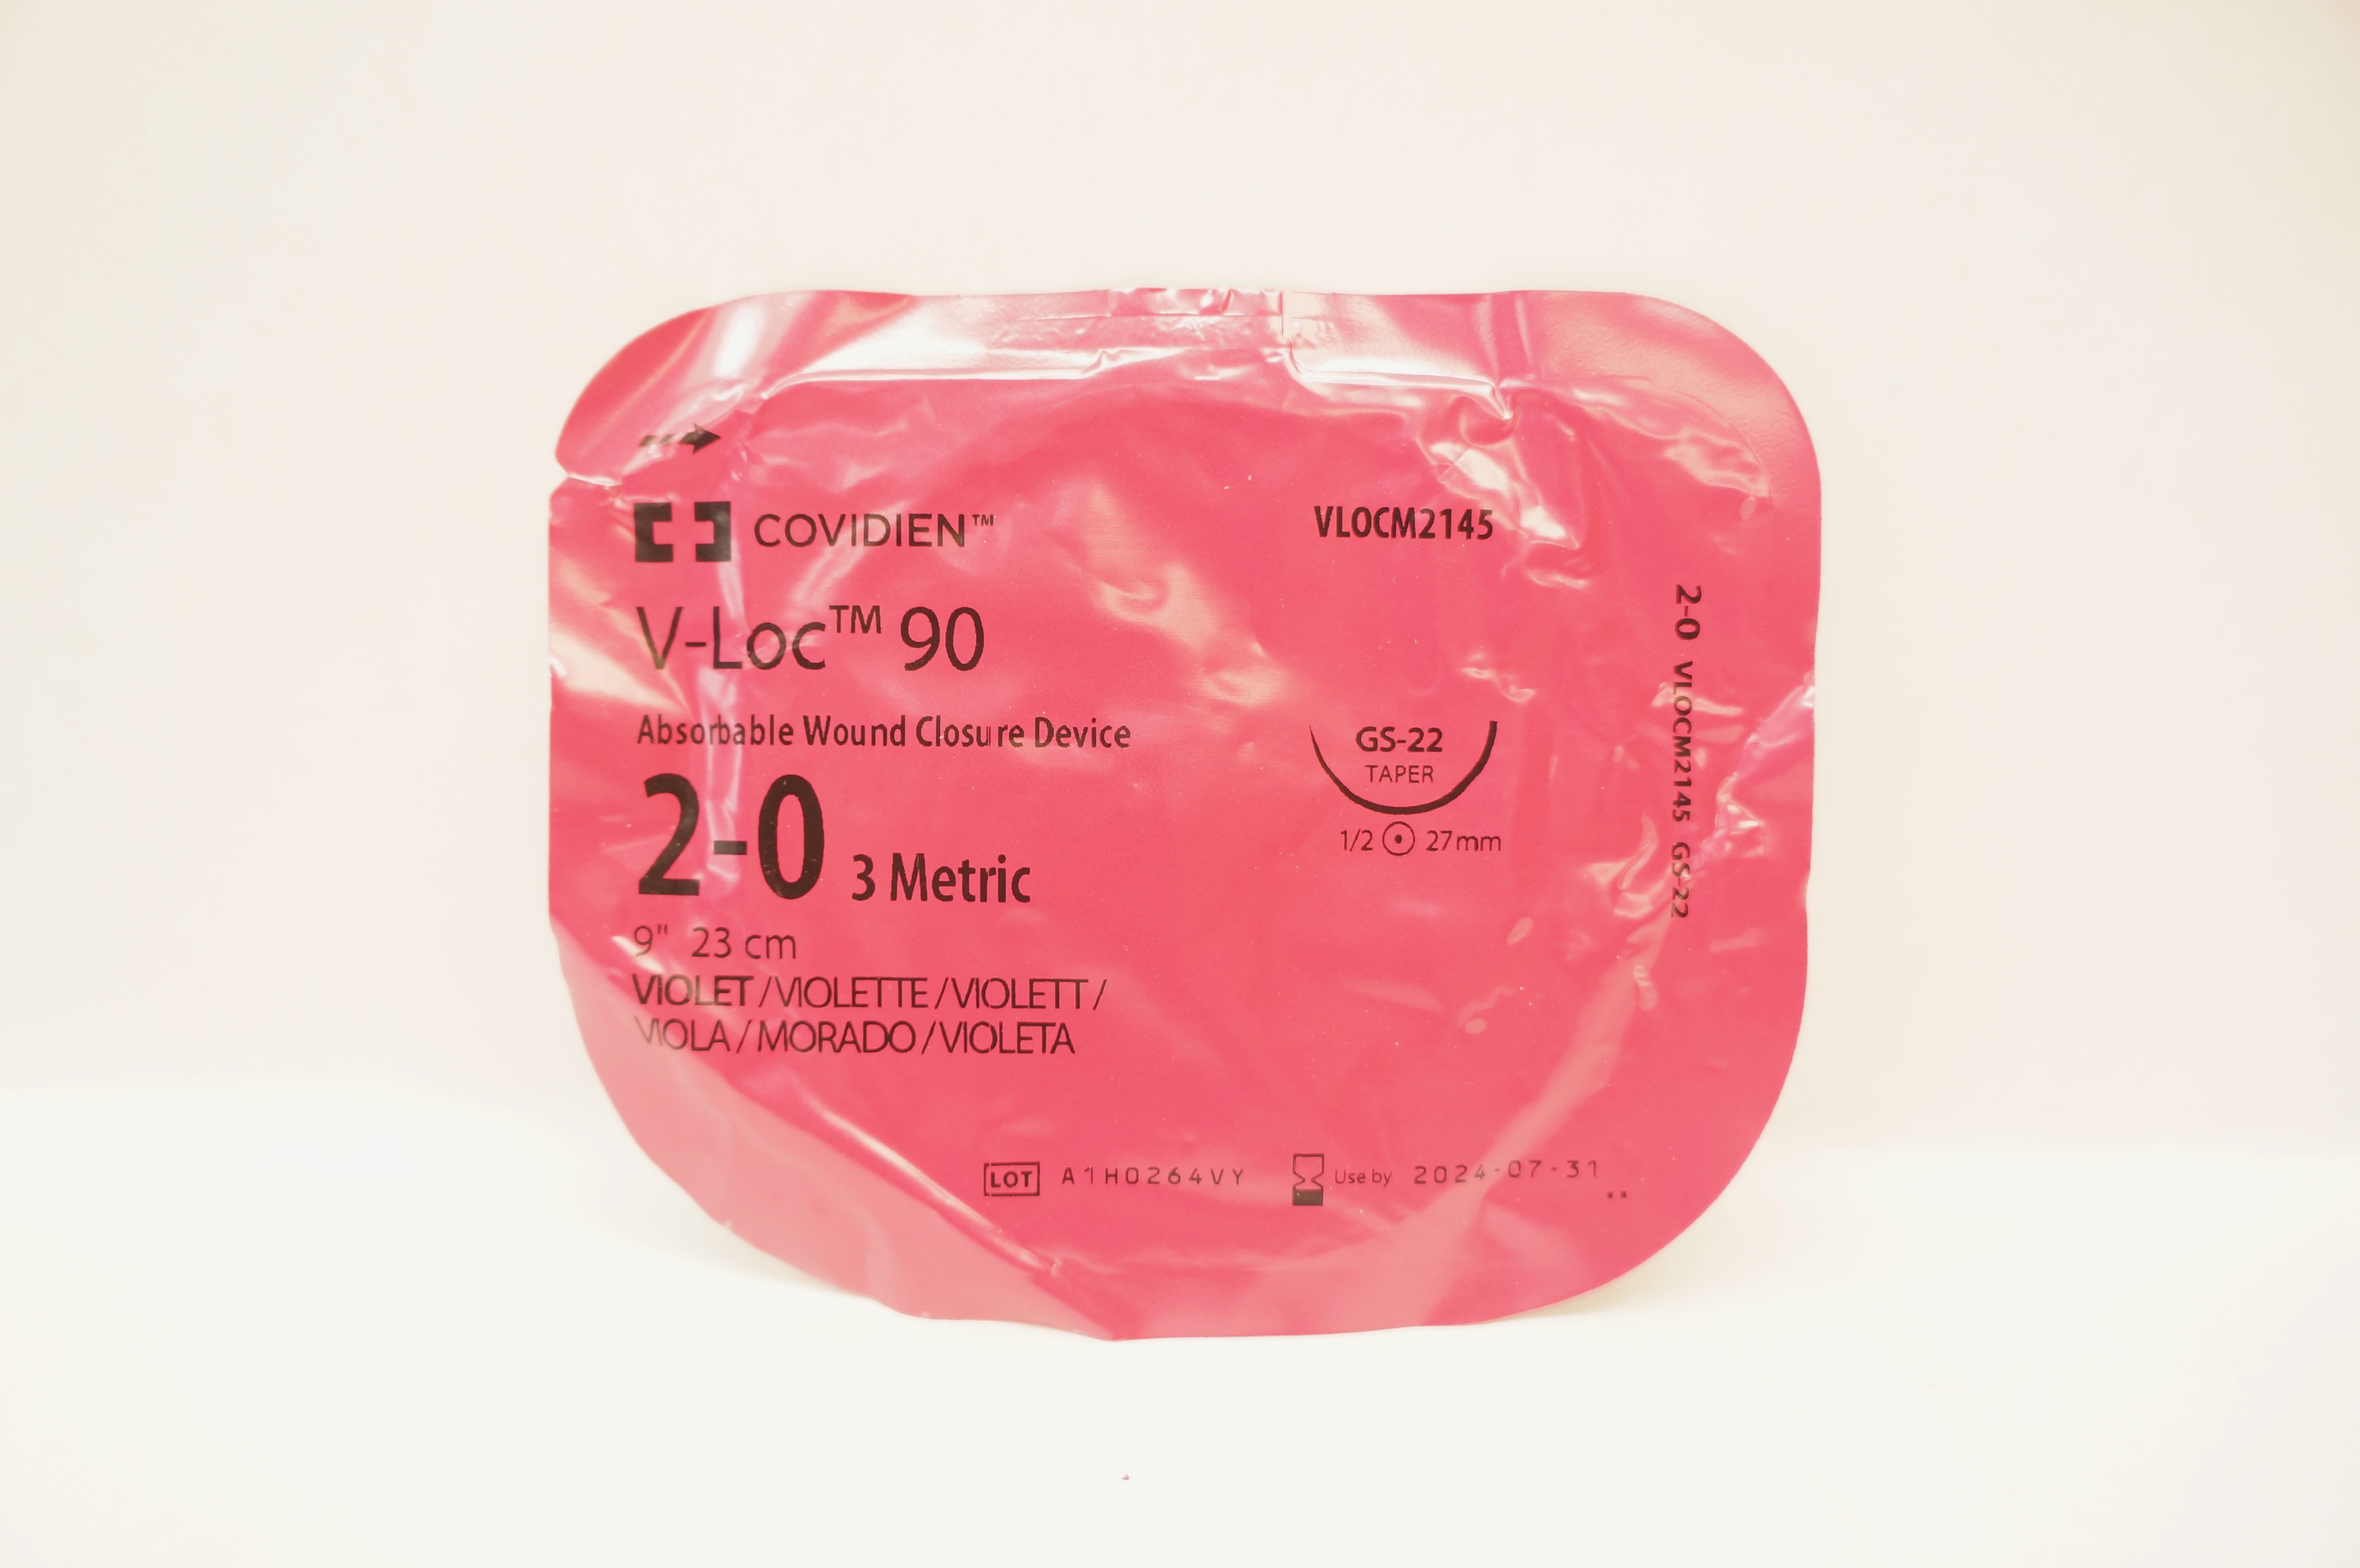 COVIDIEN™
VLOCM2145
V-Loc™ 90
Absorbable Wound Closure Device
2-0 3 Metric
9" 23 cm
VIOLET / VIOLETTE / VIOLETT /
VIOLA / MORADO / VIOLETA
GS-22
TAPER
1/2 27mm
2-0 VLOCM2145 GS-22
LOT A1H0264VY Use by 2024-07-31